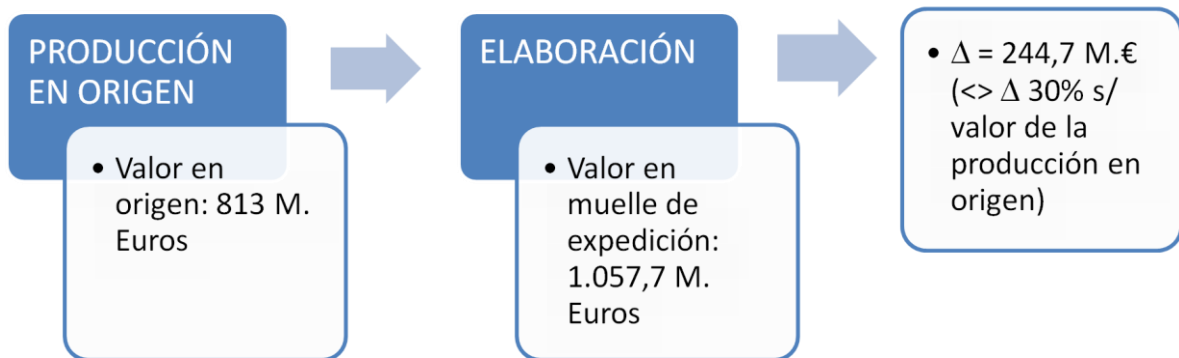 PRODUCCIÓN
EN ORIGEN
• Valor en
origen: 813 M.
Euros
ELABORACIÓN
• Valor en
muelle de
expedición:
1.057,7 M.
Euros
• Δ = 244,7 M.€
(<> Δ 30% s/
valor de la
producción en
origen)